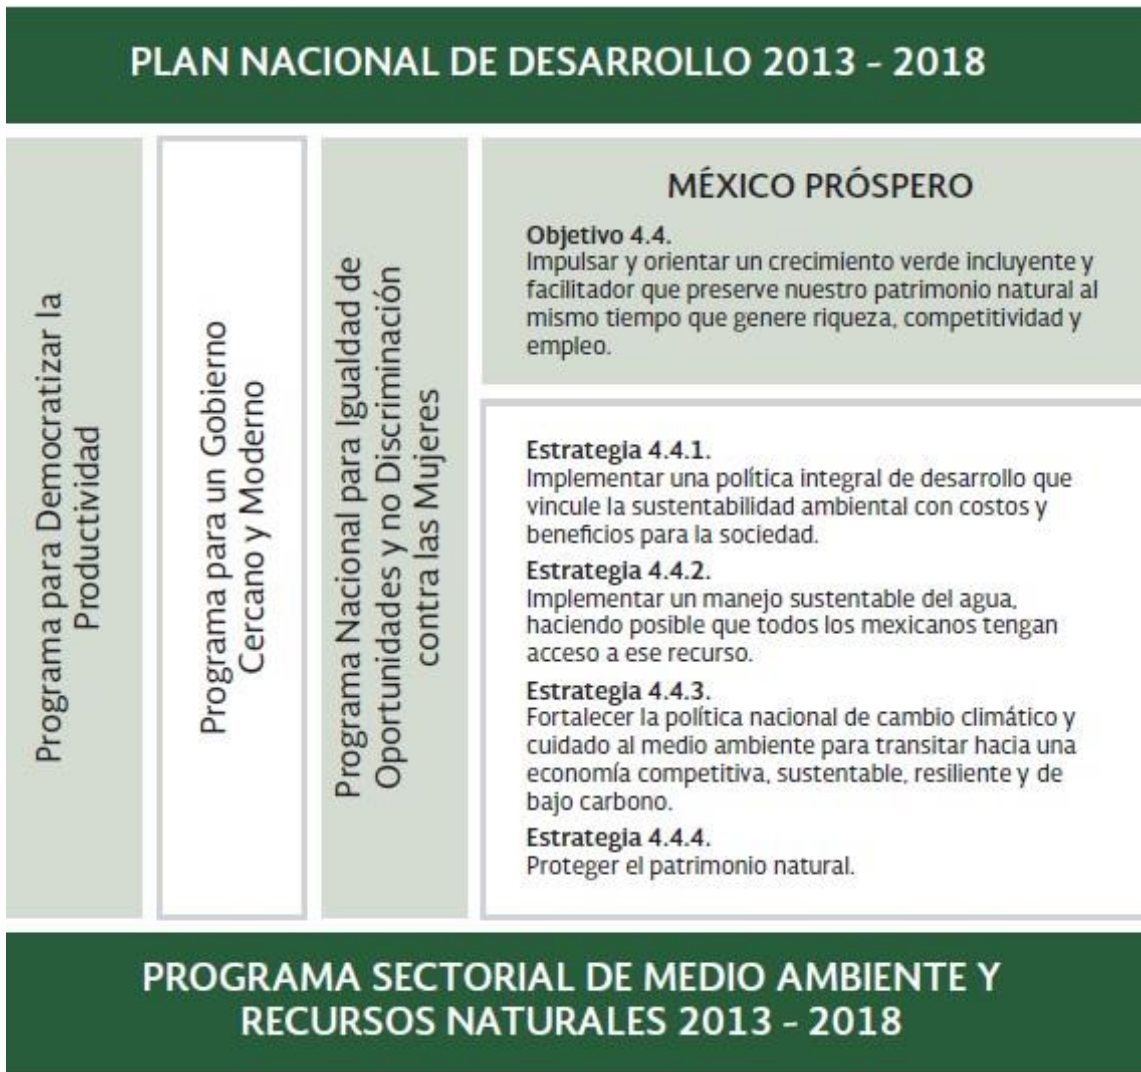 PLAN NACIONAL DE DESARROLLO 2013 - 2018
Programa para Democratizar la
Productividad
Programa para un Gobierno
Cercano y Moderno
Programa Nacional para Igualdad de
Oportunidades y no Discriminación
contra las Mujeres
MÉXICO PRÓSPERO
Objetivo 4.4.
Impulsar y orientar un crecimiento verde incluyente y
facilitador que preserve nuestro patrimonio natural al
mismo tiempo que genere riqueza, competitividad y
empleo.
Estrategia 4.4.1.
Implementar una política integral de desarrollo que
vincule la sustentabilidad ambiental con costos y
beneficios para la sociedad.
Estrategia 4.4.2.
Implementar un manejo sustentable del agua,
haciendo posible que todos los mexicanos tengan
acceso a ese recurso.
Estrategia 4.4.3.
Fortalecer la política nacional de cambio climático y
cuidado al medio ambiente para transitar hacia una
economía competitiva, sustentable, resiliente y de
bajo carbono.
Estrategia 4.4.4.
Proteger el patrimonio natural.
PROGRAMA SECTORIAL DE MEDIO AMBIENTE Y
RECURSOS NATURALES 2013 - 2018